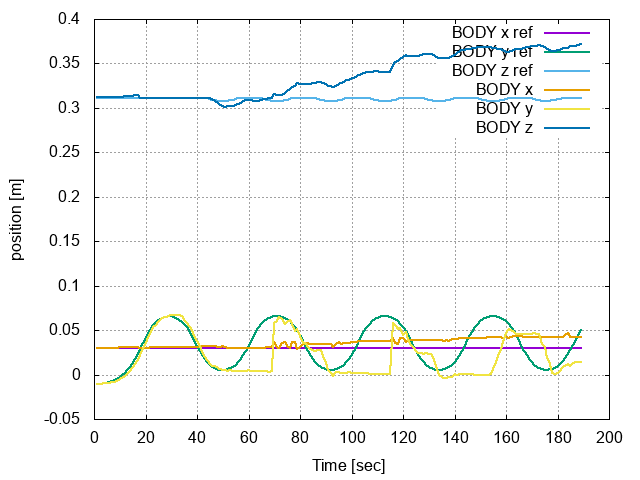 0.4
0.35
0.3
0.25
0.2
0.15
0.1
0.05
0
-0.05
position [m]
BODY x ref
BODY y ref
BODY z ref
BODY x
BODY y
BODY z
0 20 40 60 80 100 120 140 160 180 200
Time [sec]